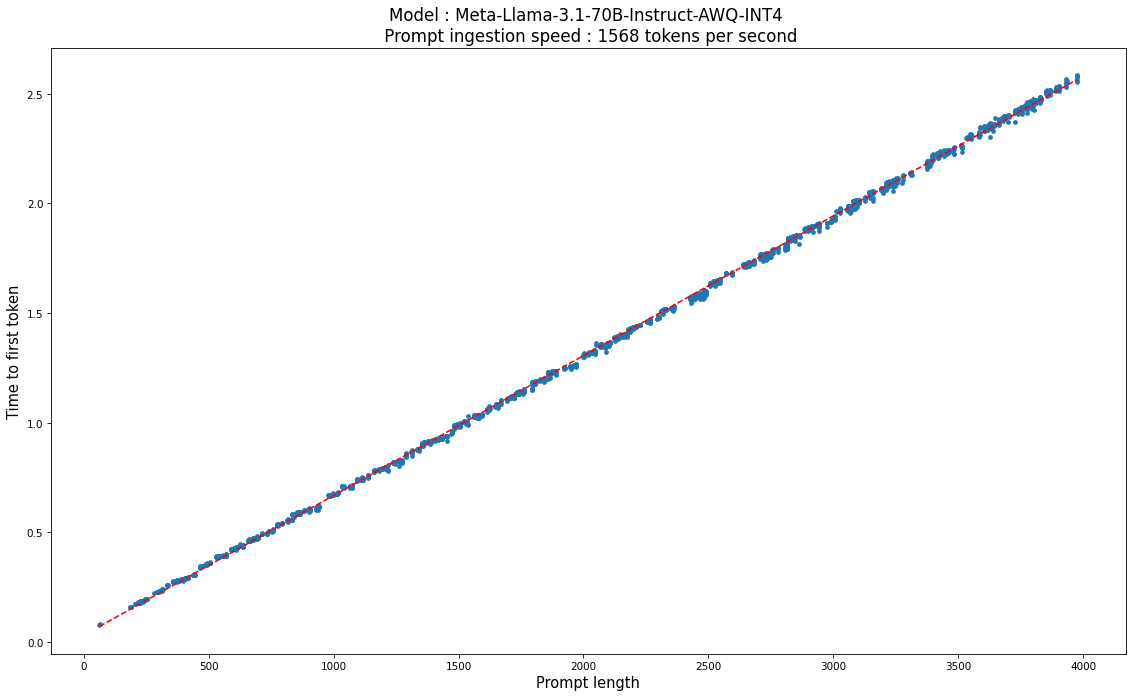 Model : Meta-Llama-3.1-70B-Instruct-AWQ-INT4
Prompt ingestion speed : 1568 tokens per second
Time to first token
2.5
2.0
1.5
1.0
0.5
0.0
0 500 1000 1500 2000 2500 3000 3500 4000
Prompt length